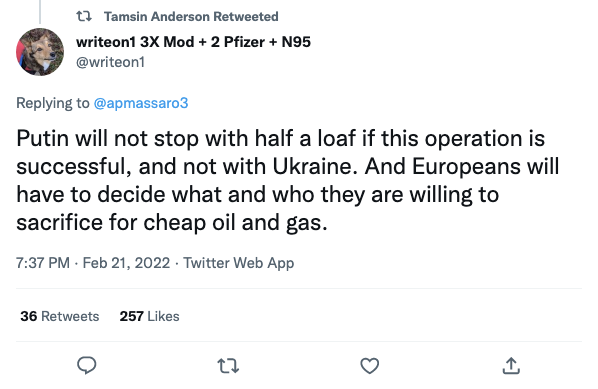 Tamsin Anderson Retweeted
writeon1 3X Mod + 2 Pfizer + N95
@writeon1
Replying to @apmassaro3
Putin will not stop with half a loaf if this operation is
successful, and not with Ukraine. And Europeans will
have to decide what and who they are willing to
sacrifice for cheap oil and gas.
7:37 PM · Feb 21, 2022 · Twitter Web App
36 Retweets 257 Likes